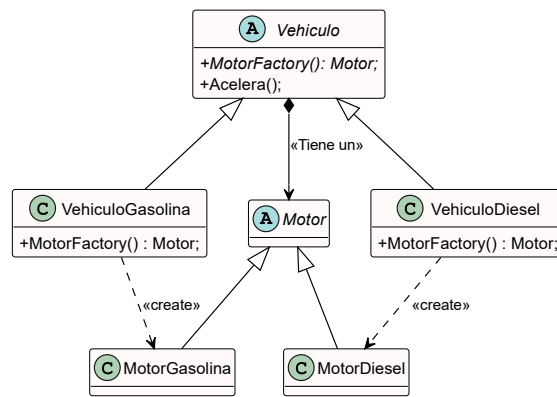 A Vehiculo
+MotorFactory(): Motor;
+Acelera();
«Tiene un»
C VehiculoGasolina
+MotorFactory() : Motor;
A Motor
C VehiculoDiesel
+MotorFactory() : Motor;
«create»
«create»
C MotorGasolina
C MotorDiesel